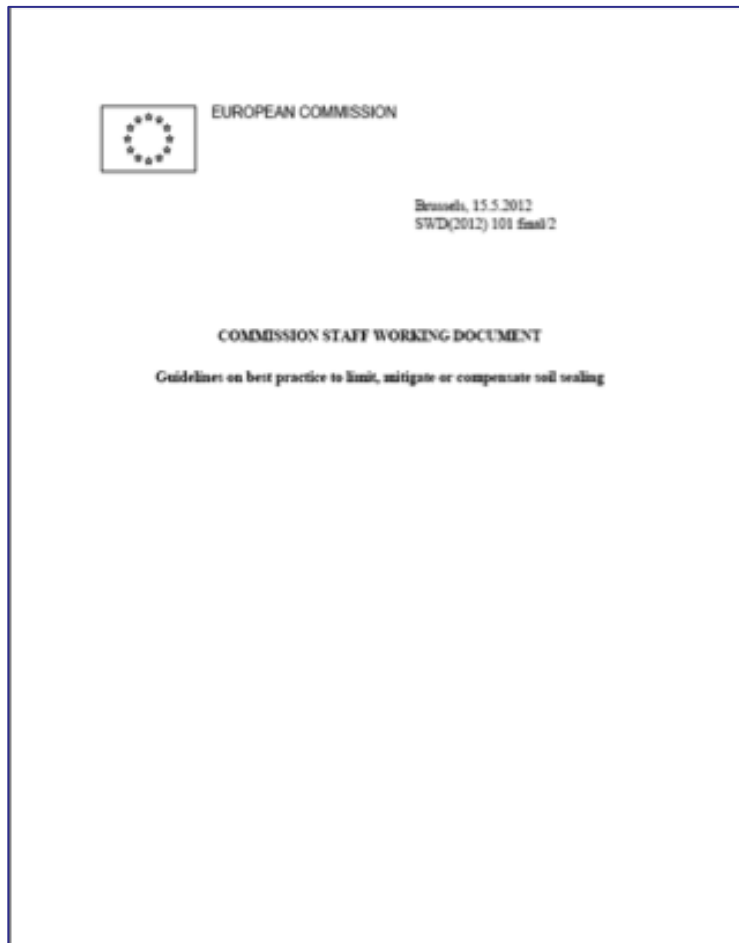 EUROPEAN COMMISSION
Brussels, 15.5.2012
SWD(2012) 101 final/2
COMMISSION STAFF WORKING DOCUMENT
Guidelines on best practice to limit, mitigate or compensate soil sealing